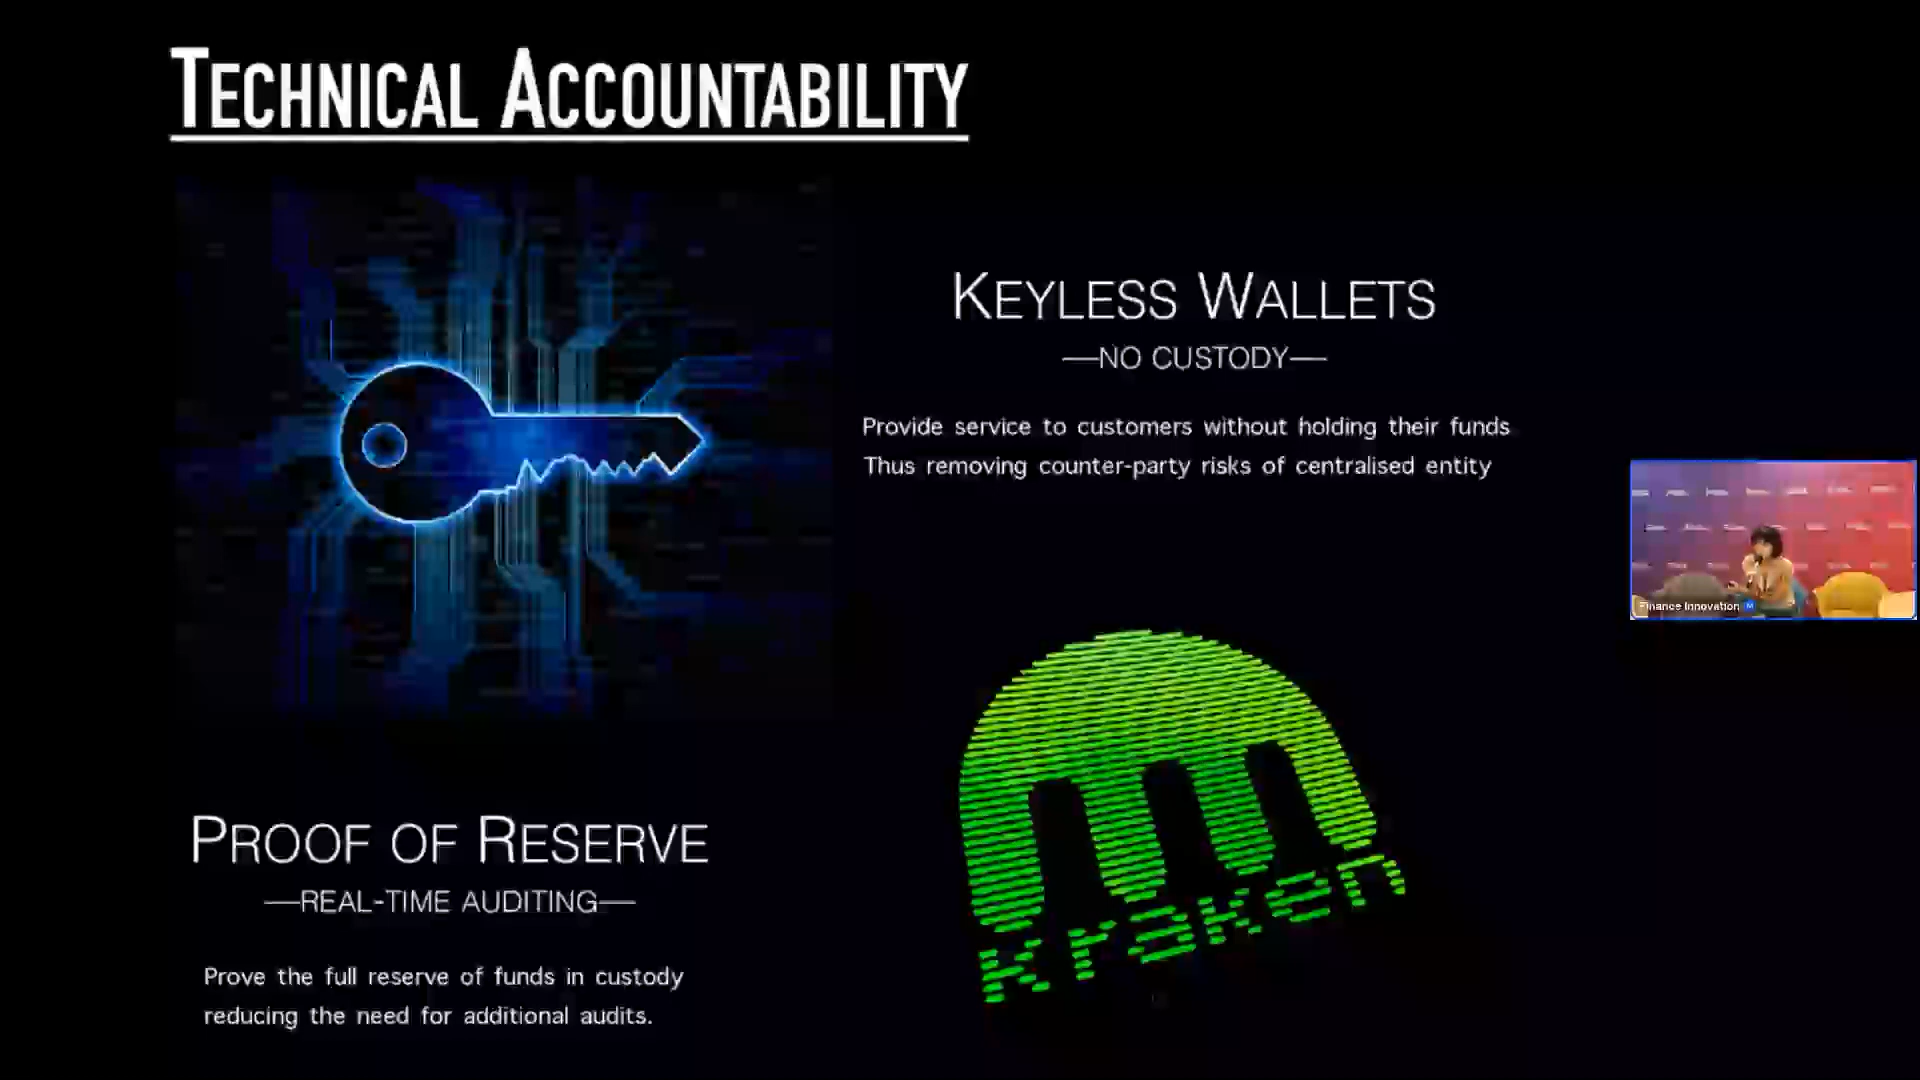 TECHNICAL ACCOUNTABILITY
KEYLESS WALLETS
—NO CUSTODY—
Provide service to customers without holding their funds
Thus removing counter-party risks of centralised entity
Finance Innovation
kraken
PROOF OF RESERVE
—REAL-TIME AUDITING—
Prove the full reserve of funds in custody
reducing the need for additional audits.